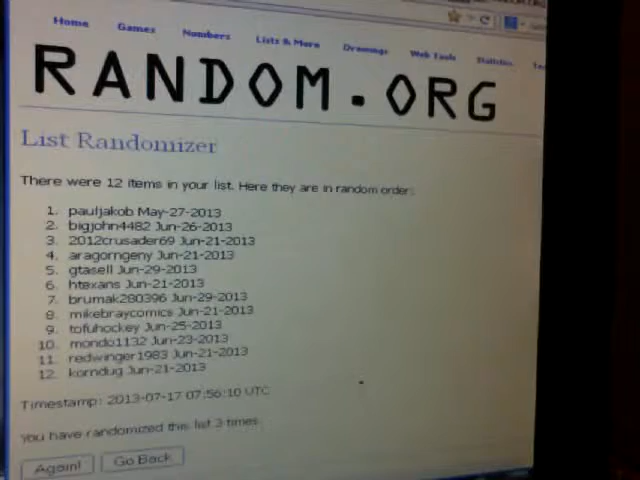 Home Games Numbers Lists & More Drawings Web Tools Statistics
RANDOM.ORG
List Randomizer
There were 12 items in your list. Here they are in random order:
1. pauljakob May-27-2013
2. bigjohn4482 Jun-26-2013
3. 2012crusader69 Jun-21-2013
4. aragorngeny Jun-21-2013
5. gtasell Jun-29-2013
6. htexans Jun-21-2013
7. brumak280396 Jun-29-2013
8. mikebraycomics Jun-21-2013
9. tofuhockey Jun-25-2013
10. mondo1132 Jun-23-2013
11. redwinger1983 Jun-21-2013
12. korndug Jun-21-2013
Timestamp: 2013-07-17 07:56:10 UTC
You have randomized this list 3 times.
Again! Go Back